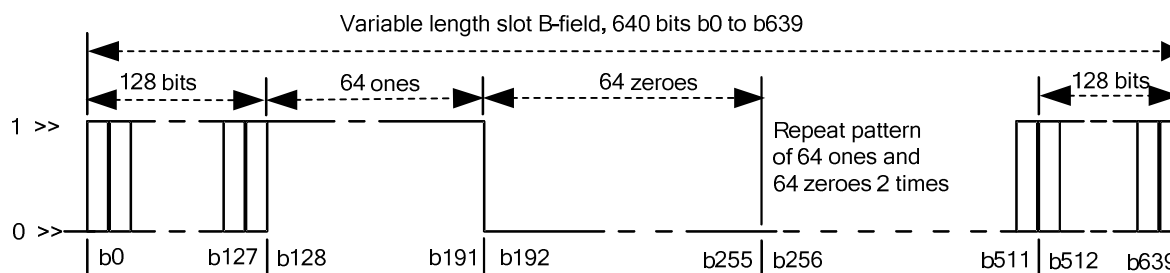 Variable length slot B-field, 640 bits b0 to b639
128 bits
64 ones
64 zeroes
128 bits
1 >>
Repeat pattern
of 64 ones and
64 zeroes 2 times
0 >>
b0
b127
b128
b191
b192
b255
b256
b511
b512
b639